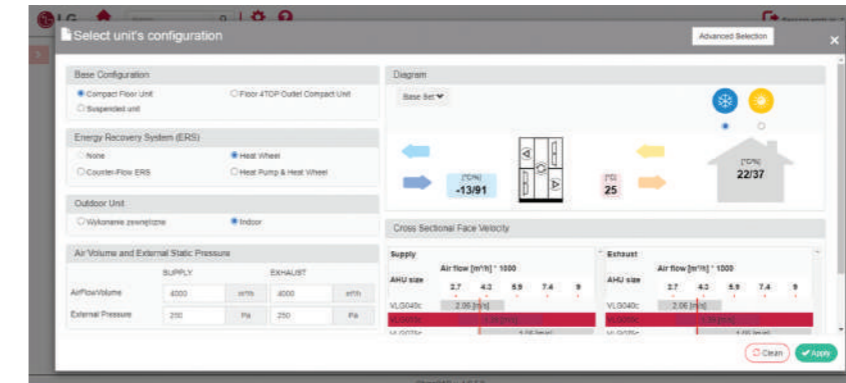 LG
Select unit's configuration
Advanced Selection
×
Base Configuration
Compact Floor Unit
Floor 4TOP Outlet Compact Unit
Suspended unit
Energy Recovery System (ERS)
None
Heat Wheel
Counter-Flow ERS
Heat Pump & Heat Wheel
Outdoor Unit
Wykonanie zewnętrzne
Indoor
Air Volume and External Static Pressure
SUPPLY
EXHAUST
AirFlowVolume
4000
m³/h
4000
m³/h
External Pressure
250
Pa
250
Pa
Diagram
Base Set
[°C/%]
-13/91
[°C]
25
[°C/%]
22/37
Cross Sectional Face Velocity
Supply
Air flow [m³/h] * 1000
AHU size
2.7 4.3 5.9 7.4 9
VLG040c
2.06 [m/s]
Exhaust
Air flow [m³/h] * 1000
AHU size
2.7 4.3 5.9 7.4 9
VLG040c
2.06 [m/s]
Clean
Apply